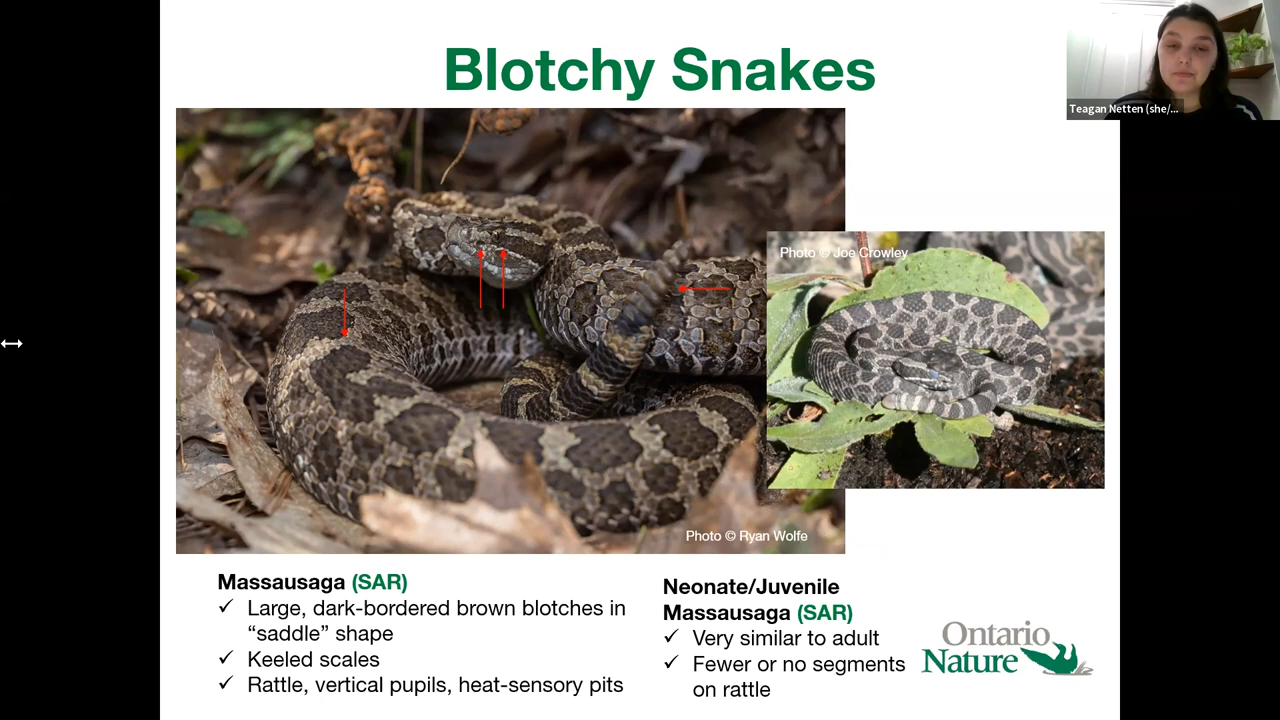 Blotchy Snakes
Teagan Netten (she/...
Photo © Joe Crowley
Photo © Ryan Wolfe
Massausaga (SAR)
✓ Large, dark-bordered brown blotches in
“saddle” shape
✓ Keeled scales
✓ Rattle, vertical pupils, heat-sensory pits
Neonate/Juvenile
Massausaga (SAR)
✓ Very similar to adult
✓ Fewer or no segments
on rattle
Ontario
Nature